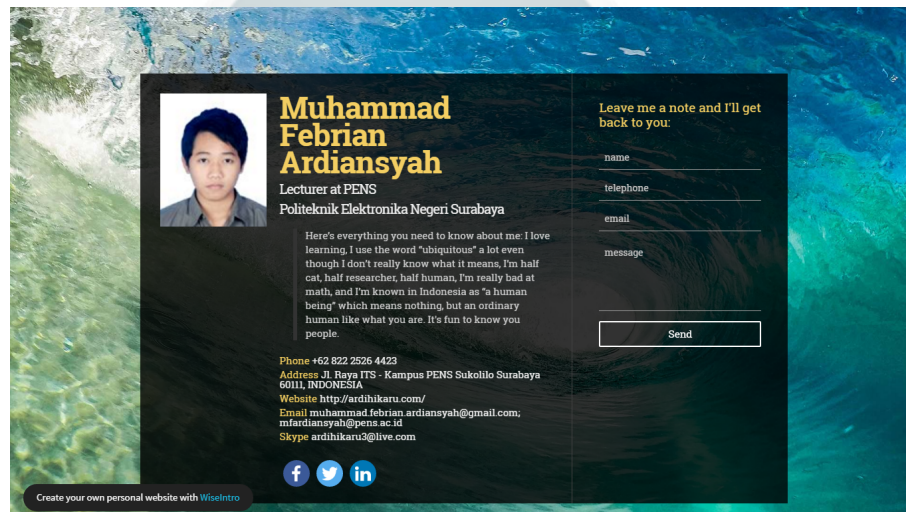 Muhammad
Febrian
Ardiansyah
Lecturer at PENS
Politeknik Elektronika Negeri Surabaya
Here's everything you need to know about me: I love
learning, I use the word "ubiquitous" a lot even
though I don't really know what it means, I'm half
cat, half researcher, half human, I'm really bad at
math, and I'm known in Indonesia as "a human
being" which means nothing, but an ordinary
human like what you are. It's fun to know you
people.
Phone +62 822 2526 4423
Address Jl. Raya ITS - Kampus PENS Sukolilo Surabaya
60111, INDONESIA
Website http://ardihikaru.com/
Email muhammad.febrian.ardiansyah@gmail.com;
mfardiansyah@pens.ac.id
Skype ardihikaru3@live.com
Leave me a note and I'll get
back to you:
name
telephone
email
message
Send
Create your own personal website with WiseIntro